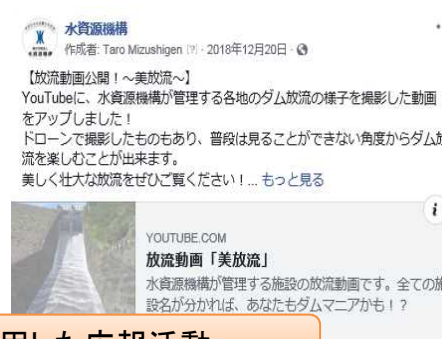 水資源機構
作成者: Taro Mizushigen [?] · 2018年12月20日 ·
【放流動画公開！～美放流～】
YouTubeに、水資源機構が管理する各地のダム放流の様子を撮影した動画
をアップしました！
ドローンで撮影したものもあり、普段は見ることができない角度からダム放
流を楽しむことが出来ます。
美しく壮大な放流をぜひご覧ください！... もっと見る
YOUTUBE.COM
放流動画「美放流」
水資源機構が管理する施設の放流動画です。全ての施
設名が分かれば、あなたもダムマニアかも！？
用した広報活動